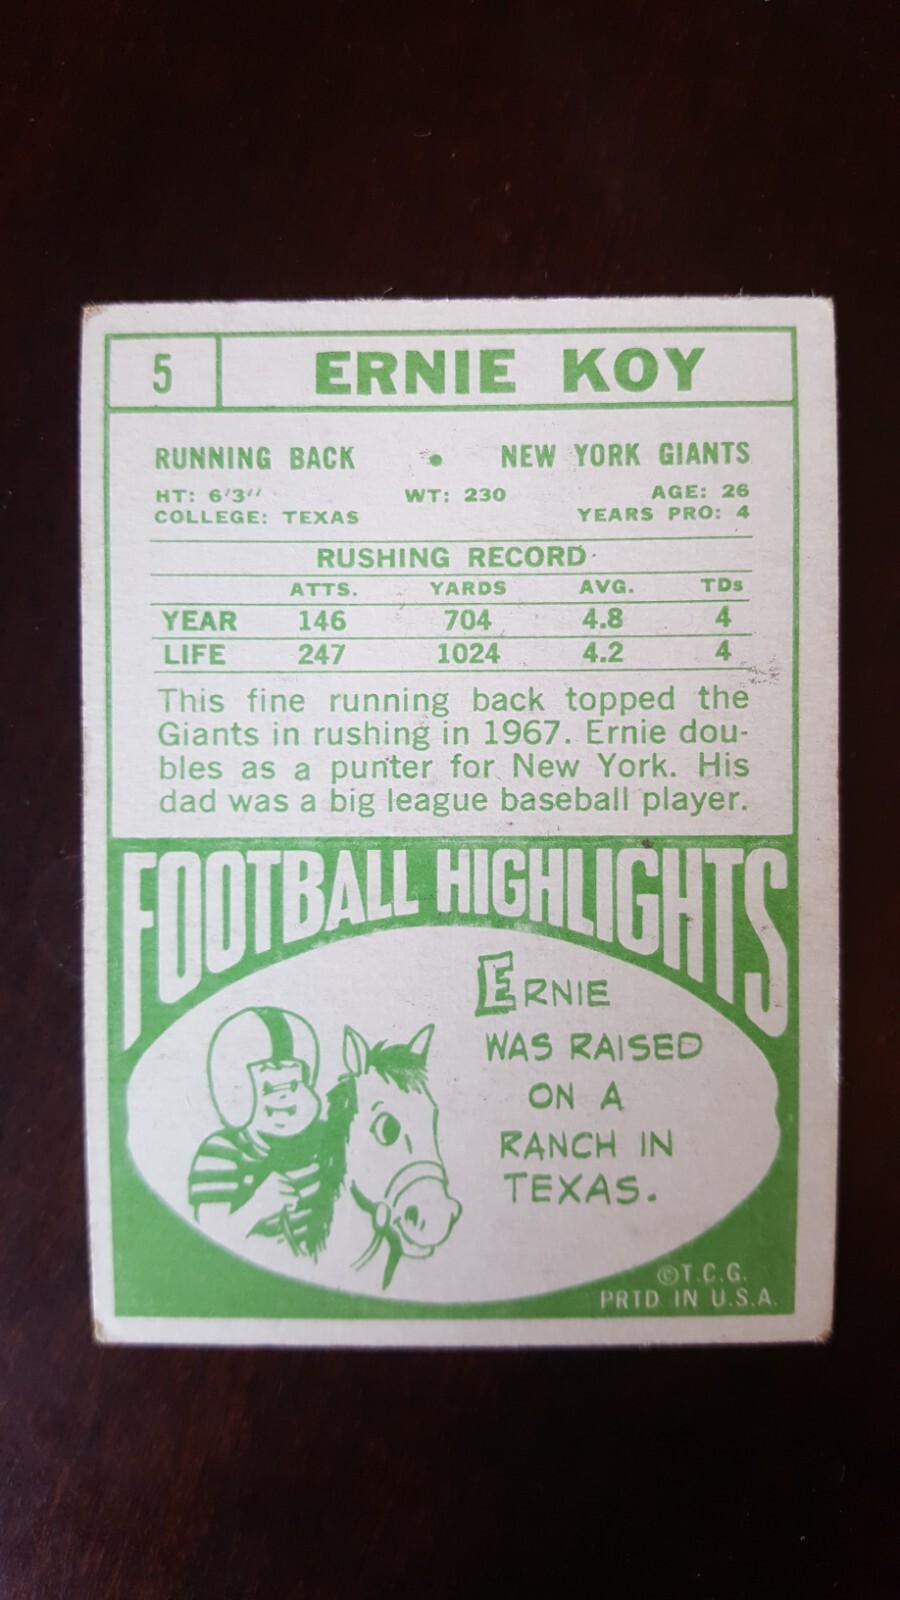 5 ERNIE KOY
RUNNING BACK • NEW YORK GIANTS
HT: 6'3" WT: 230 AGE: 26
COLLEGE: TEXAS YEARS PRO: 4
RUSHING RECORD
ATTS. YARDS AVG. TDs
YEAR 146 704 4.8 4
LIFE 247 1024 4.2 4
This fine running back topped the
Giants in rushing in 1967. Ernie dou-
bles as a punter for New York. His
dad was a big league baseball player.
FOOTBALL HIGHLIGHTS
ERNIE
WAS RAISED
ON A
RANCH IN
TEXAS.
©T.C.G.
PRTD IN U.S.A.